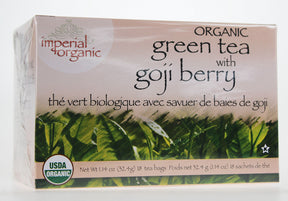 imperial
organic
ORGANIC
green tea
with
goji berry
thé vert biologique avec savuer de baies de goji
USDA
ORGANIC
Net Wt 1.14 oz (32.4g) 18 tea bags Poids net 32.4 g (1.14 oz) 18 sachets de thé